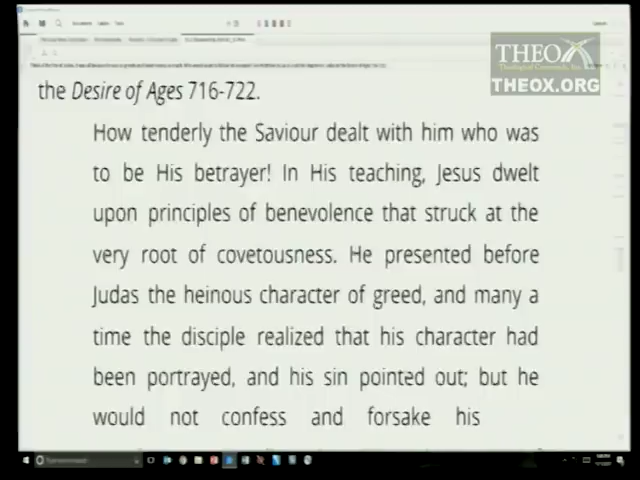 THEOX
THEOX.ORG
the Desire of Ages 716-722.
How tenderly the Saviour dealt with him who was
to be His betrayer! In His teaching, Jesus dwelt
upon principles of benevolence that struck at the
very root of covetousness. He presented before
Judas the heinous character of greed, and many a
time the disciple realized that his character had
been portrayed, and his sin pointed out; but he
would not confess and forsake his